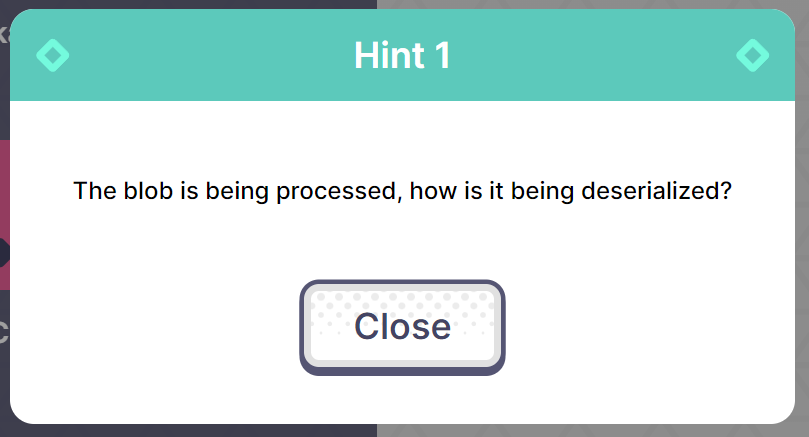 Hint 1
The blob is being processed, how is it being deserialized?
Close